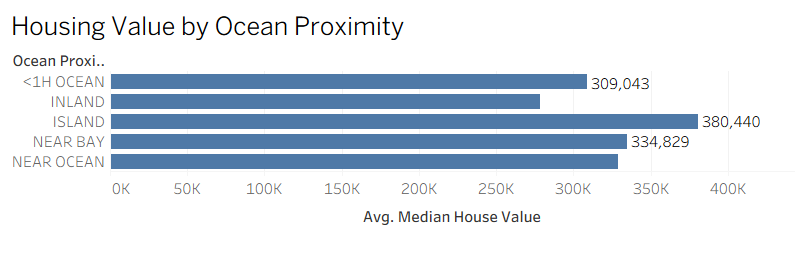 Housing Value by Ocean Proximity
Ocean Proxi..
<1H OCEAN 309,043
INLAND
ISLAND 380,440
NEAR BAY 334,829
NEAR OCEAN
0K 50K 100K 150K 200K 250K 300K 350K 400K
Avg. Median House Value